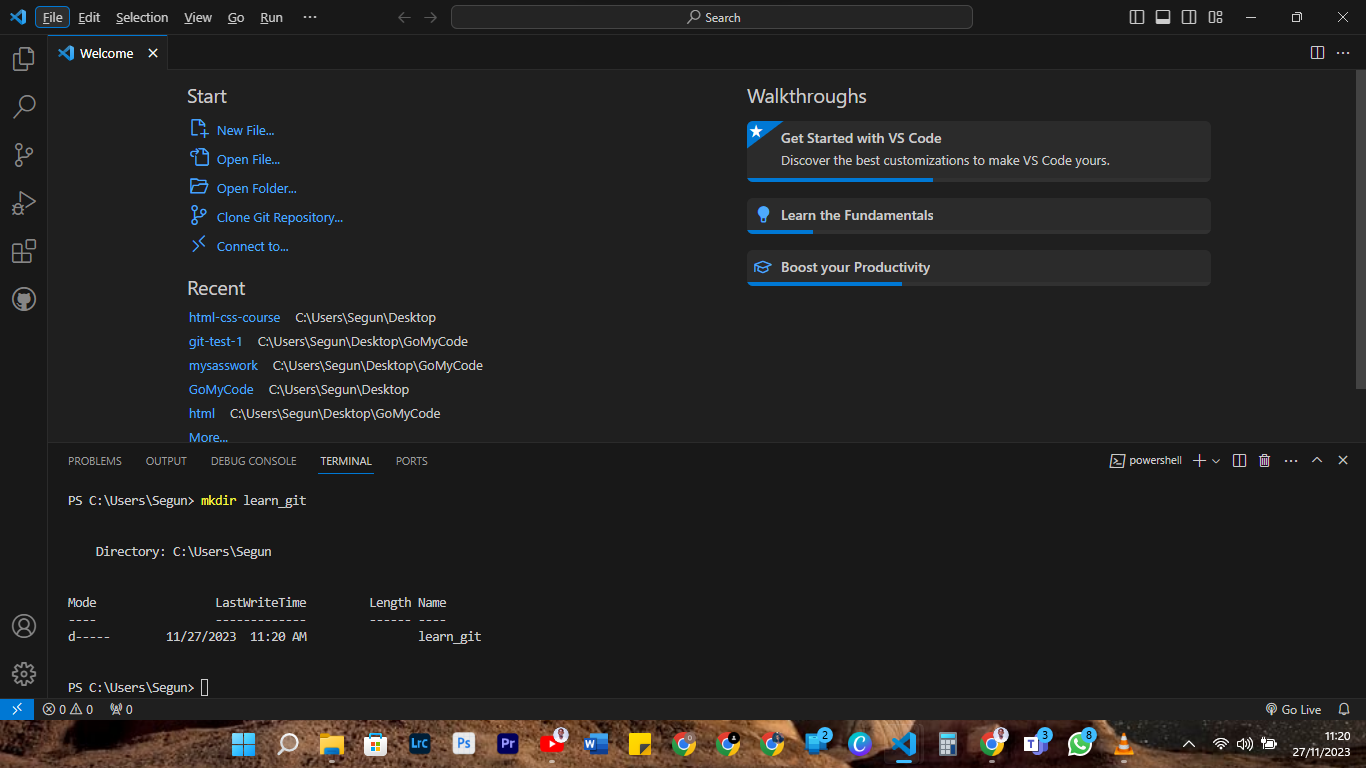 File Edit Selection View Go Run ··· Search
Welcome
Start
New File...
Open File...
Open Folder...
Clone Git Repository...
Connect to...
Recent
html-css-course C:\Users\Segun\Desktop
git-test-1 C:\Users\Segun\Desktop\GoMyCode
mysasswork C:\Users\Segun\Desktop\GoMyCode
GoMyCode C:\Users\Segun\Desktop
html C:\Users\Segun\Desktop\GoMyCode
More...
Walkthroughs
Get Started with VS Code
Discover the best customizations to make VS Code yours.
Learn the Fundamentals
Boost your Productivity
PROBLEMS OUTPUT DEBUG CONSOLE TERMINAL PORTS powershell
PS C:\Users\Segun> mkdir learn_git
Directory: C:\Users\Segun
Mode LastWriteTime Length Name
---- ------------- ------ ----
d----- 11/27/2023 11:20 AM learn_git
PS C:\Users\Segun>
0 0 0 Go Live
Lrc Ps Pr W 2 C T 3 8
11:20
27/11/2023